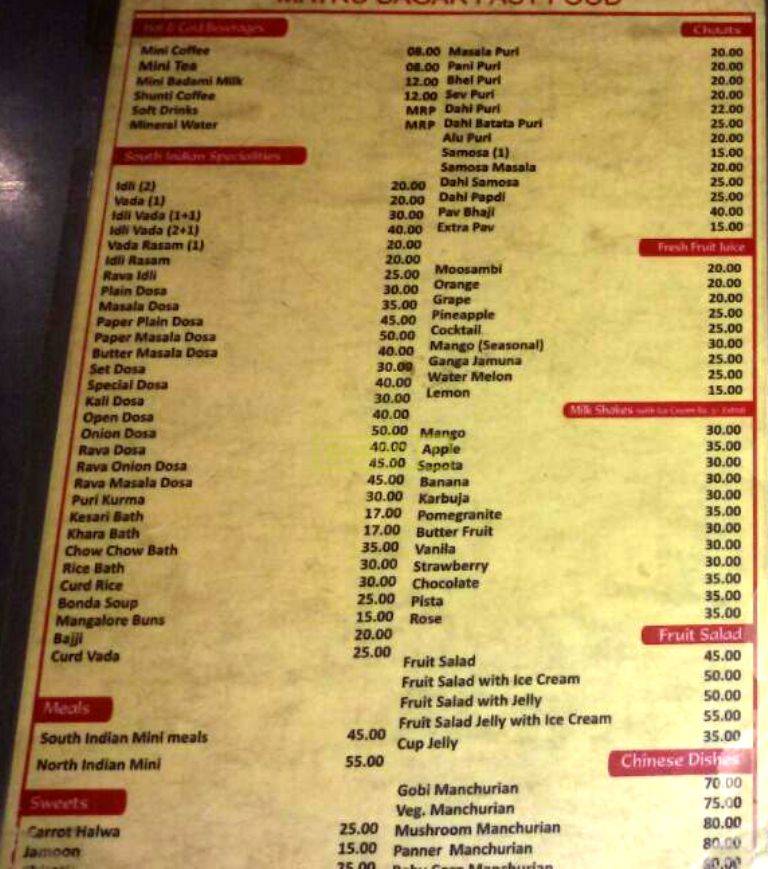 FAST FOOD
Hot & Cold Beverages
Mini Coffee 08.00
Mini Tea 08.00
Mini Badami Milk 12.00
Shunti Coffee 12.00
Soft Drinks MRP
Mineral Water MRP
South Indian Specialities
Idli (2) 20.00
Vada (1) 20.00
Idli Vada (1+1) 30.00
Idli Vada (2+1) 40.00
Vada Rasam (1) 20.00
Idli Rasam 20.00
Rava Idli 25.00
Plain Dosa 30.00
Masala Dosa 35.00
Paper Plain Dosa 45.00
Paper Masala Dosa 50.00
Butter Masala Dosa 40.00
Set Dosa 30.00
Special Dosa 40.00
Kali Dosa 30.00
Open Dosa 40.00
Onion Dosa 50.00
Rava Dosa 40.00
Rava Onion Dosa 45.00
Rava Masala Dosa 45.00
Puri Kurma 30.00
Kesari Bath 17.00
Khara Bath 17.00
Chow Chow Bath 35.00
Rice Bath 30.00
Curd Rice 30.00
Bonda Soup 25.00
Mangalore Buns 15.00
Bajji 20.00
Curd Vada 25.00
Meals
South Indian Mini meals 45.00
North Indian Mini 55.00
Sweets
Carrot Halwa 25.00
Jamoon 15.00
25.00
Chaats
Masala Puri 20.00
Pani Puri 20.00
Bhel Puri 20.00
Sev Puri 20.00
Dahi Puri 22.00
Dahi Batata Puri 25.00
Alu Puri 20.00
Samosa (1) 15.00
Samosa Masala 20.00
Dahi Samosa 25.00
Dahi Papdi 25.00
Pav Bhaji 40.00
Extra Pav 15.00
Fresh Fruit Juice
Moosambi 20.00
Orange 20.00
Grape 20.00
Pineapple 25.00
Cocktail 25.00
Mango (Seasonal) 30.00
Ganga Jamuna 25.00
Water Melon 25.00
Lemon 15.00
Milk Shakes
Mango 30.00
Apple 35.00
Sapota 30.00
Banana 30.00
Karbuja 30.00
Pomegranite 35.00
Butter Fruit 30.00
Vanila 30.00
Strawberry 30.00
Chocolate 35.00
Pista 35.00
Rose 35.00
Fruit Salad
Fruit Salad 45.00
Fruit Salad with Ice Cream 50.00
Fruit Salad with Jelly 50.00
Fruit Salad Jelly with Ice Cream 55.00
Cup Jelly 35.00
Chinese Dishes
Gobi Manchurian 70.00
Veg. Manchurian 75.00
Mushroom Manchurian 80.00
Panner Manchurian 80.00
Baby Corn Manchurian